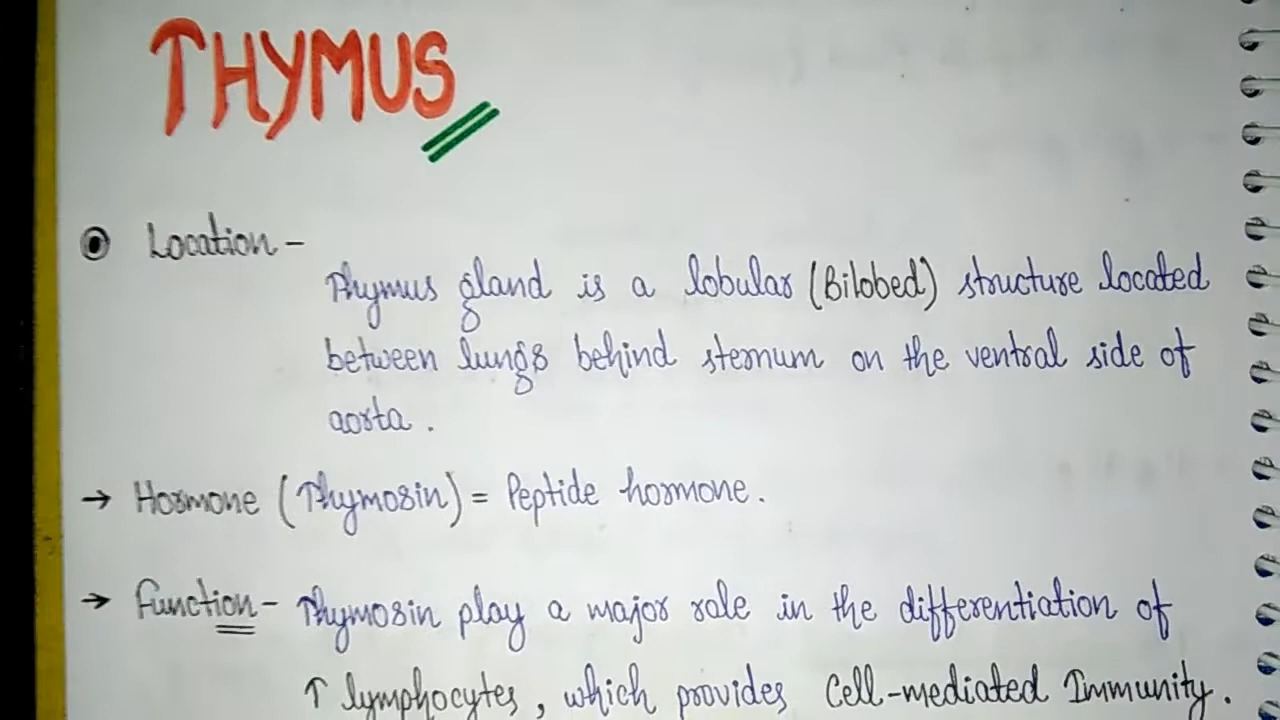 THYMUS
Location -
Thymus gland is a lobular (Bilobed) structure located
between lungs behind sternum on the ventral side of
aorta .
→ Hormone (Thymosin) = Peptide hormone.
→ Function - Thymosin play a major role in the differentiation of
T lymphocytes, which provides Cell-mediated Immunity.